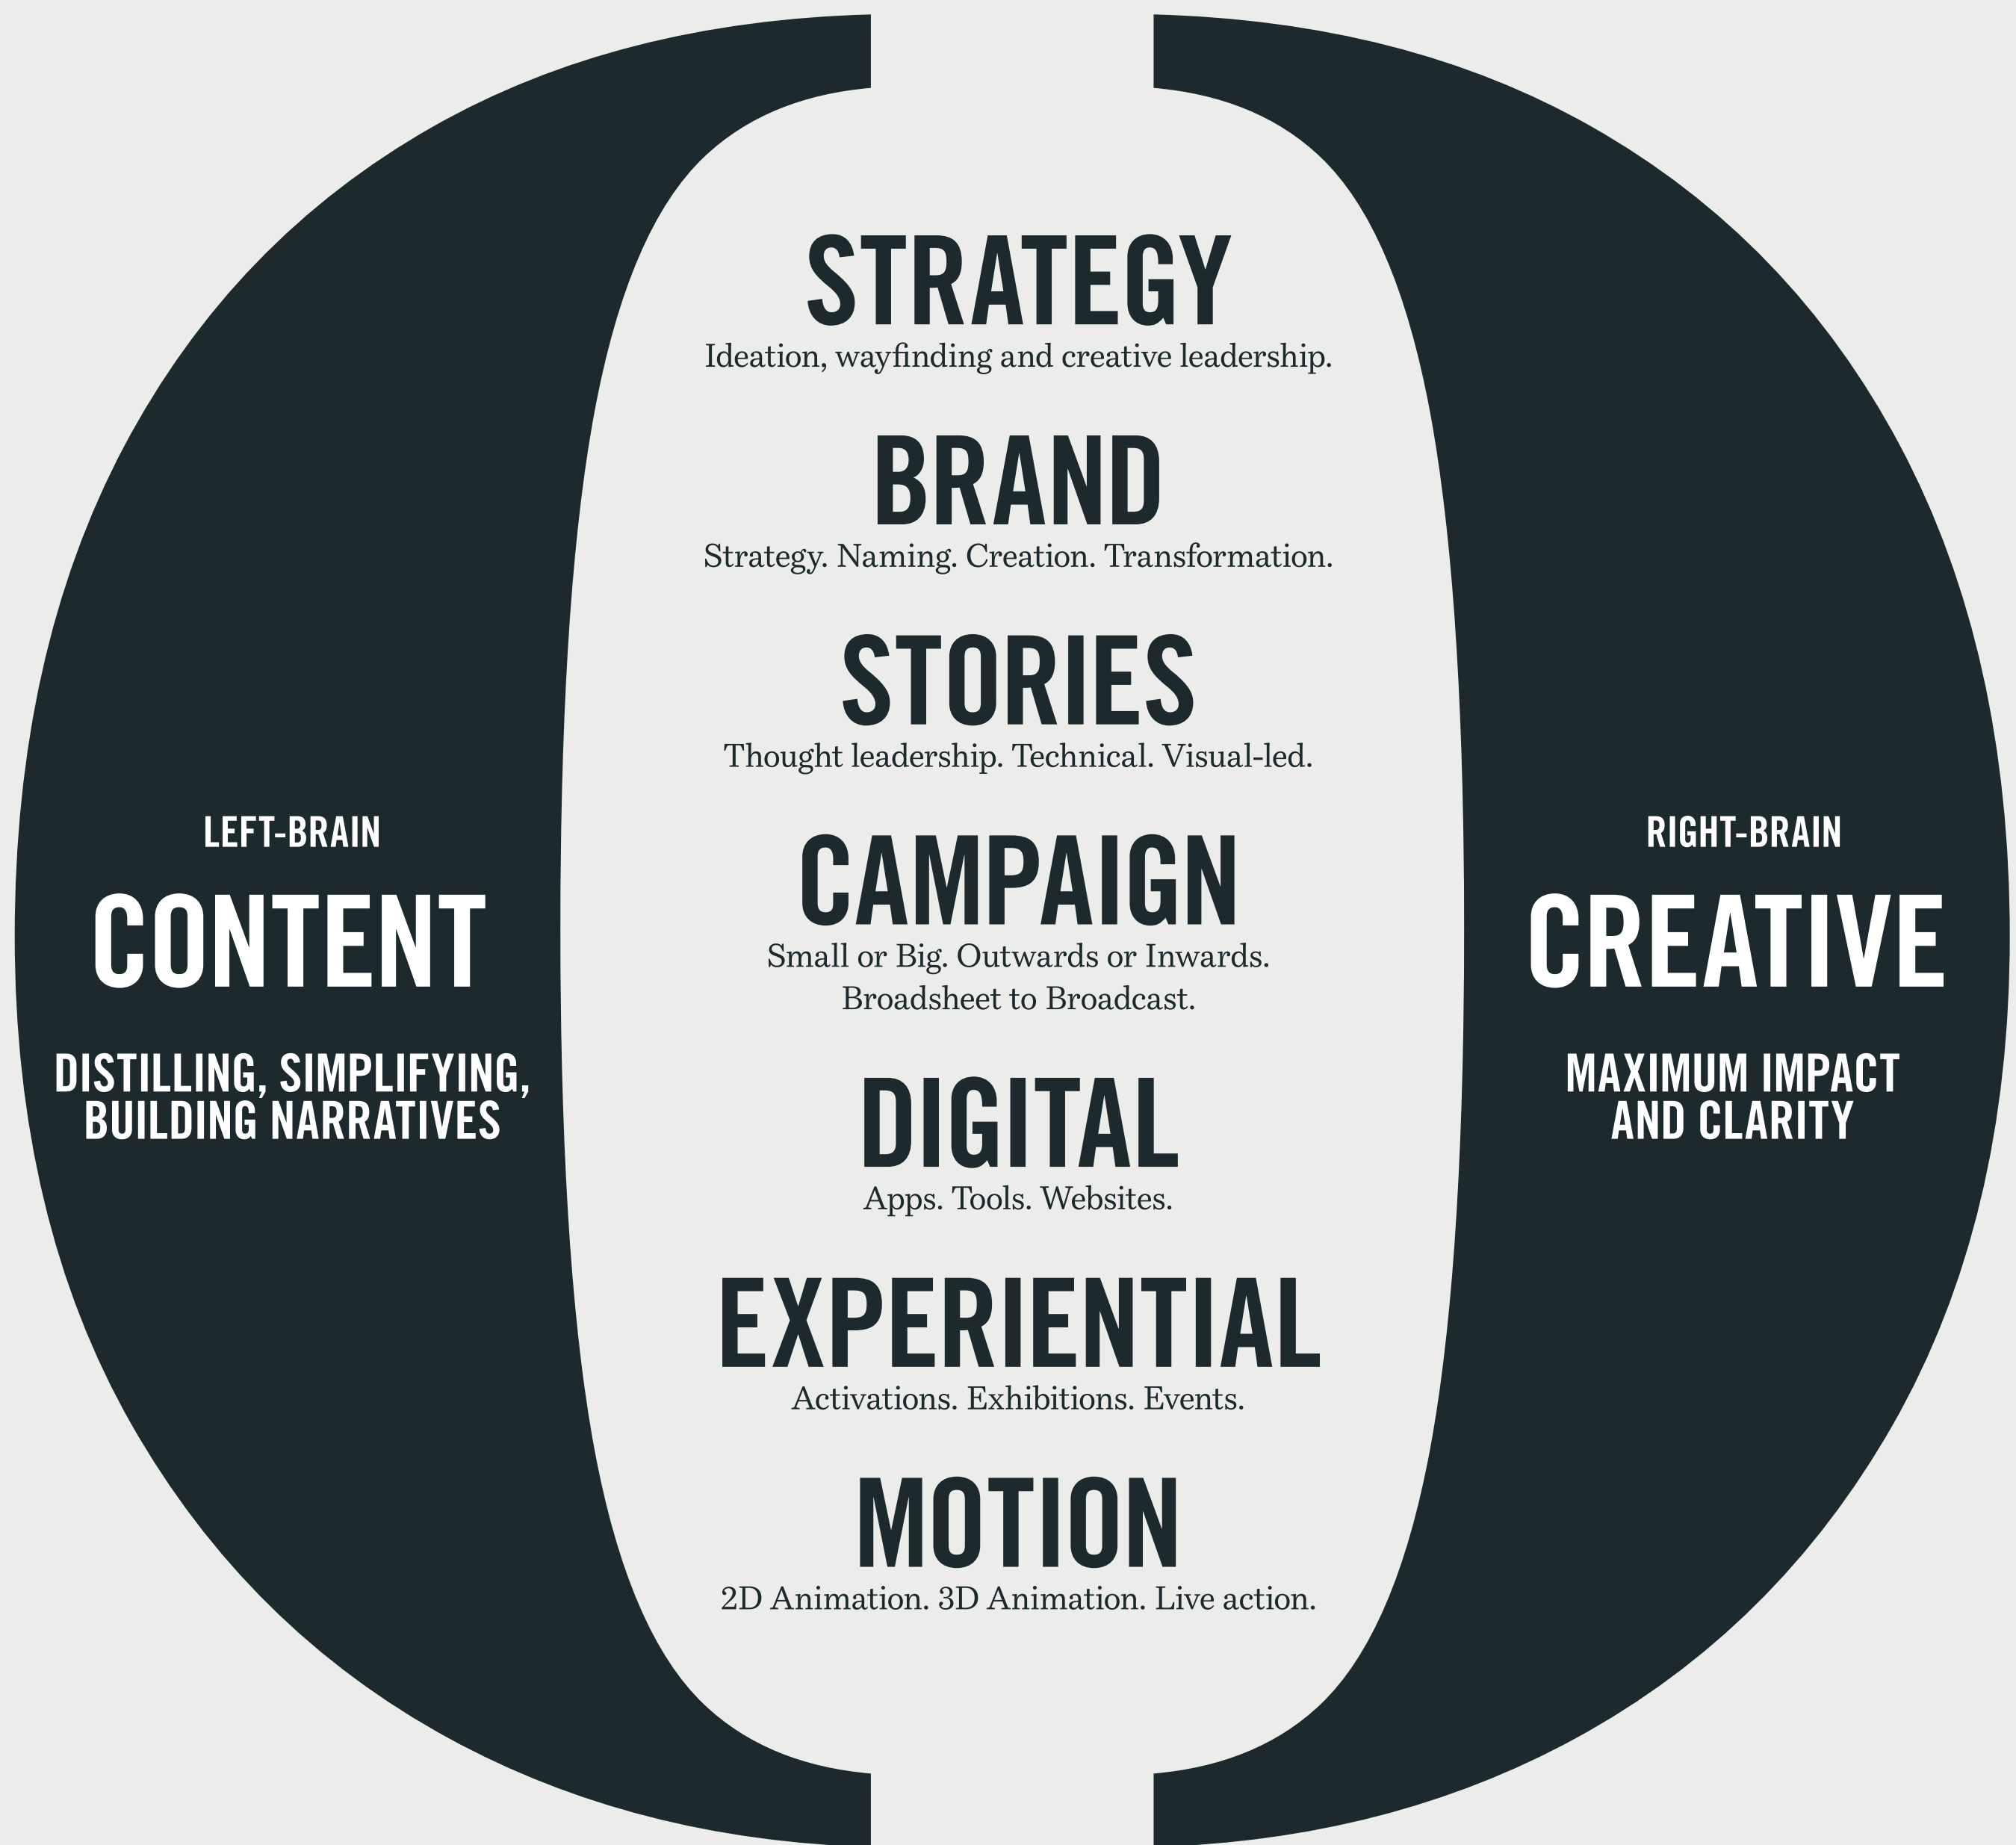 LEFT-BRAIN
CONTENT
DISTILLING, SIMPLIFYING,
BUILDING NARRATIVES
STRATEGY
Ideation, wayfinding and creative leadership.
BRAND
Strategy. Naming. Creation. Transformation.
STORIES
Thought leadership. Technical. Visual-led.
CAMPAIGN
Small or Big. Outwards or Inwards.
Broadsheet to Broadcast.
DIGITAL
Apps. Tools. Websites.
EXPERIENTIAL
Activations. Exhibitions. Events.
MOTION
2D Animation. 3D Animation. Live action.
RIGHT-BRAIN
CREATIVE
MAXIMUM IMPACT
AND CLARITY